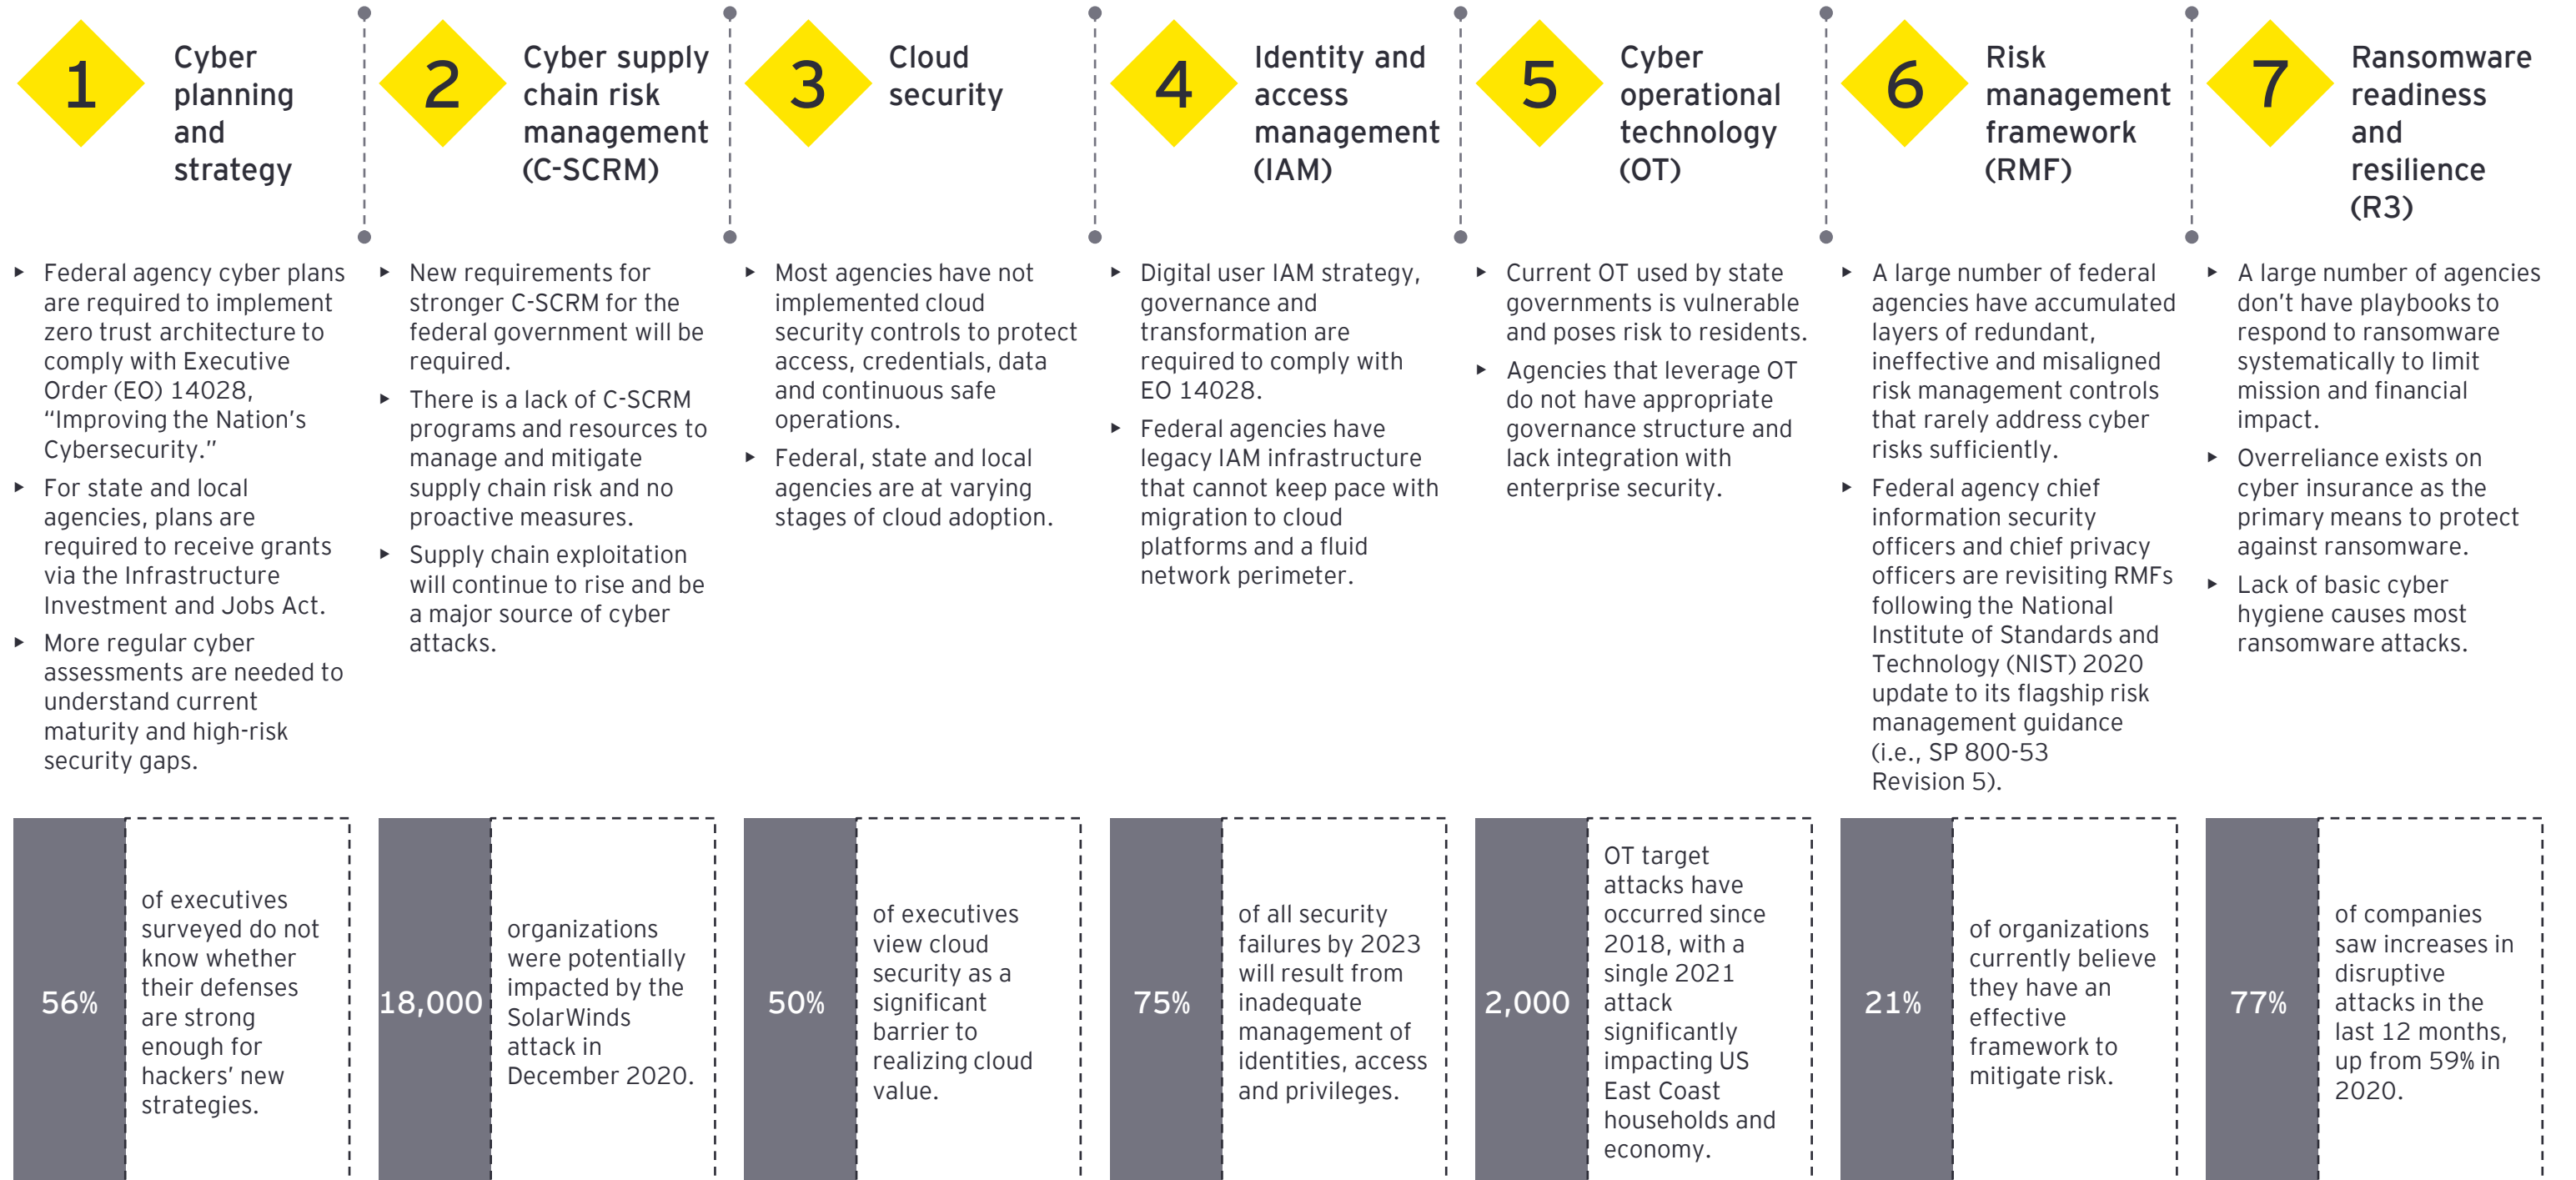 1
Cyber
planning
and
strategy
▸ Federal agency cyber plans
are required to implement
zero trust architecture to
comply with Executive
Order (EO) 14028,
“Improving the Nation’s
Cybersecurity.”
▸ For state and local
agencies, plans are
required to receive grants
via the Infrastructure
Investment and Jobs Act.
▸ More regular cyber
assessments are needed to
understand current
maturity and high-risk
security gaps.
56%
of executives
surveyed do not
know whether
their defenses
are strong
enough for
hackers’ new
strategies.
2
Cyber supply
chain risk
management
(C-SCRM)
▸ New requirements for
stronger C-SCRM for the
federal government will be
required.
▸ There is a lack of C-SCRM
programs and resources to
manage and mitigate
supply chain risk and no
proactive measures.
▸ Supply chain exploitation
will continue to rise and be
a major source of cyber
attacks.
18,000
organizations
were potentially
impacted by the
SolarWinds
attack in
December 2020.
3
Cloud
security
▸ Most agencies have not
implemented cloud
security controls to protect
access, credentials, data
and continuous safe
operations.
▸ Federal, state and local
agencies are at varying
stages of cloud adoption.
50%
of executives
view cloud
security as a
significant
barrier to
realizing cloud
value.
4
Identity and
access
management
(IAM)
▸ Digital user IAM strategy,
governance and
transformation are
required to comply with
EO 14028.
▸ Federal agencies have
legacy IAM infrastructure
that cannot keep pace with
migration to cloud
platforms and a fluid
network perimeter.
75%
of all security
failures by 2023
will result from
inadequate
management of
identities, access
and privileges.
5
Cyber
operational
technology
(OT)
▸ Current OT used by state
governments is vulnerable
and poses risk to residents.
▸ Agencies that leverage OT
do not have appropriate
governance structure and
lack integration with
enterprise security.
2,000
OT target
attacks have
occurred since
2018, with a
single 2021
attack
significantly
impacting US
East Coast
households and
economy.
6
Risk
management
framework
(RMF)
▸ A large number of federal
agencies have accumulated
layers of redundant,
ineffective and misaligned
risk management controls
that rarely address cyber
risks sufficiently.
▸ Federal agency chief
information security
officers and chief privacy
officers are revisiting RMFs
following the National
Institute of Standards and
Technology (NIST) 2020
update to its flagship risk
management guidance
(i.e., SP 800-53
Revision 5).
21%
of organizations
currently believe
they have an
effective
framework to
mitigate risk.
7
Ransomware
readiness
and
resilience
(R3)
▸ A large number of agencies
don’t have playbooks to
respond to ransomware
systematically to limit
mission and financial
impact.
▸ Overreliance exists on
cyber insurance as the
primary means to protect
against ransomware.
▸ Lack of basic cyber
hygiene causes most
ransomware attacks.
77%
of companies
saw increases in
disruptive
attacks in the
last 12 months,
up from 59% in
2020.